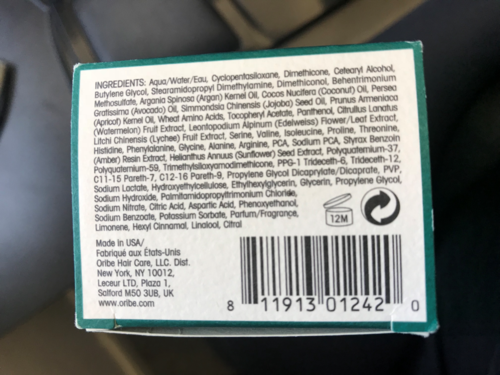 INGREDIENTS: Aqua/Water/Eau, Cyclopentasiloxane, Dimethicone, Cetearyl Alcohol,
Butylene Glycol, Stearamidopropyl Dimethylamine, Dimethiconol, Behentrimonium
Methosulfate, Argania Spinosa (Argan) Kernel Oil, Cocos Nucifera (Coconut) Oil, Persea
Gratissima (Avocado) Oil, Simmondsia Chinensis (Jojoba) Seed Oil, Prunus Armeniaca
(Apricot) Kernel Oil, Wheat Amino Acids, Tocopheryl Acetate, Panthenol, Citrullus Lanatus
(Watermelon) Fruit Extract, Leontopodium Alpinum (Edelweiss) Flower/Leaf Extract,
Litchi Chinensis (Lychee) Fruit Extract, Serine, Valine, Isoleucine, Proline, Threonine,
Histidine, Phenylalanine, Glycine, Alanine, Arginine, PCA, Sodium PCA, Styrax Benzoin
(Amber) Resin Extract, Helianthus Annuus (Sunflower) Seed Extract, Polyquaternium-37,
Polyquaternium-59, Trimethylsiloxyamodimethicone, PPG-1 Trideceth-6, Trideceth-12,
C11-15 Pareth-7, C12-16 Pareth-9, Propylene Glycol Dicaprylate/Dicaprate, PVP,
Sodium Lactate, Hydroxyethylcellulose, Ethylhexylglycerin, Glycerin, Propylene Glycol,
Sodium Hydroxide, Palmitamidopropyltrimonium Chloride,
Sodium Nitrate, Citric Acid, Aspartic Acid, Phenoxyethanol,
Sodium Benzoate, Potassium Sorbate, Parfum/Fragrance,
Limonene, Hexyl Cinnamal, Linalool, Citral
12M
Made in USA/
Fabriqué aux États-Unis
Oribe Hair Care, LLC. Dist.
New York, NY 10012,
Leceur LTD, Plaza 1,
Salford M50 3UB, UK
www.oribe.com
8 11913 01242 0